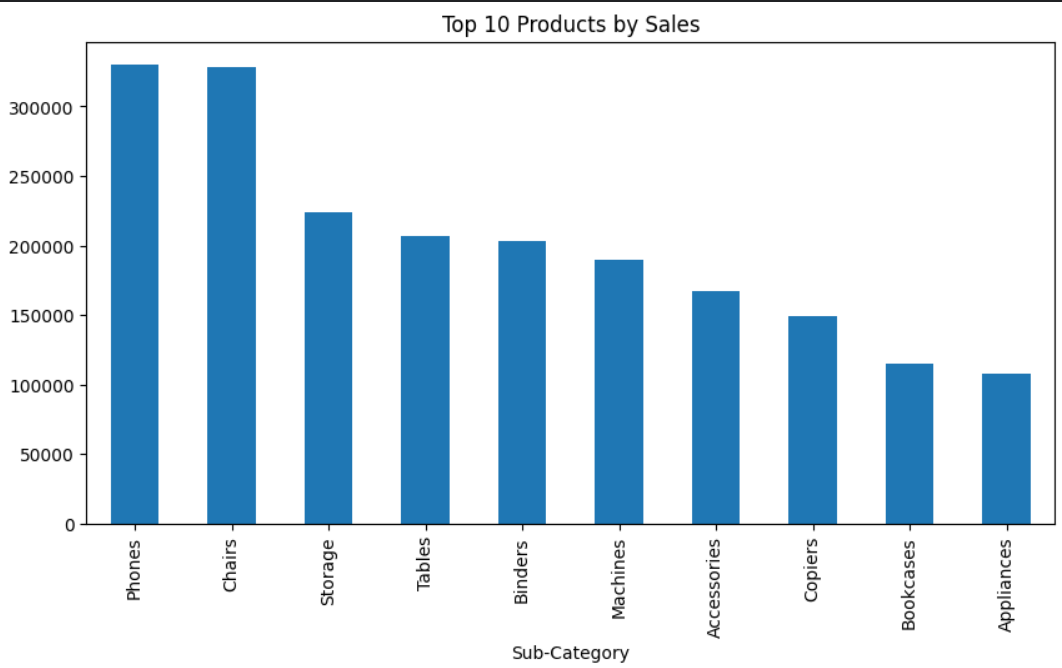 Top 10 Products by Sales
300000
250000
200000
150000
100000
50000
0
Phones
Chairs
Storage
Tables
Binders
Machines
Accessories
Copiers
Bookcases
Appliances
Sub-Category